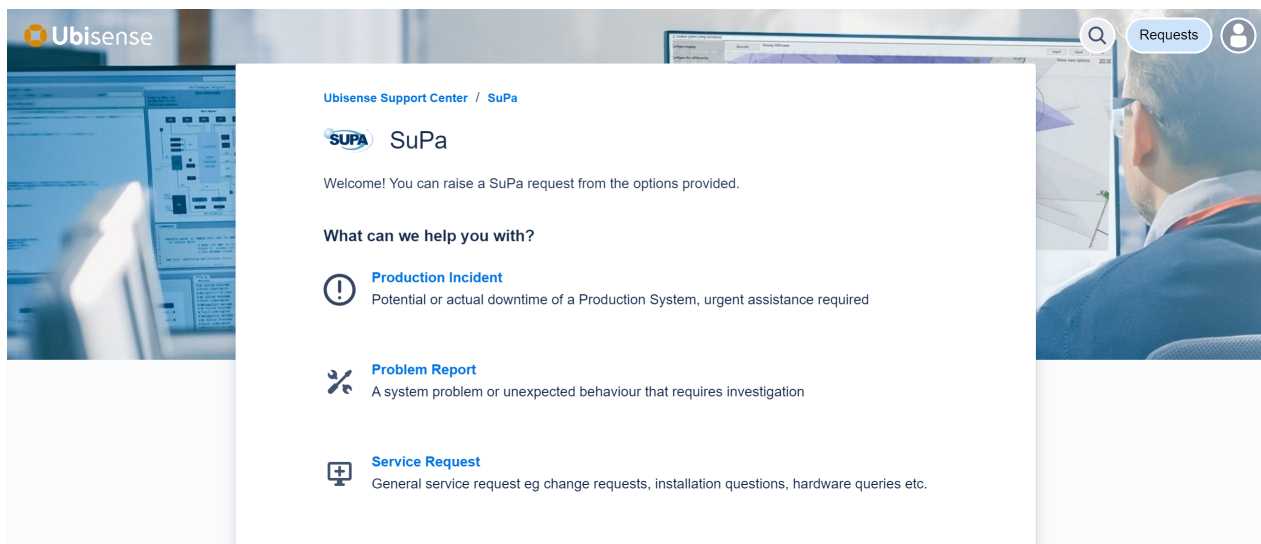 Ubisense
Requests
Ubisense Support Center / SuPa
SUPA SuPa
Welcome! You can raise a SuPa request from the options provided.
What can we help you with?
Production Incident
Potential or actual downtime of a Production System, urgent assistance required
Problem Report
A system problem or unexpected behaviour that requires investigation
Service Request
General service request eg change requests, installation questions, hardware queries etc.